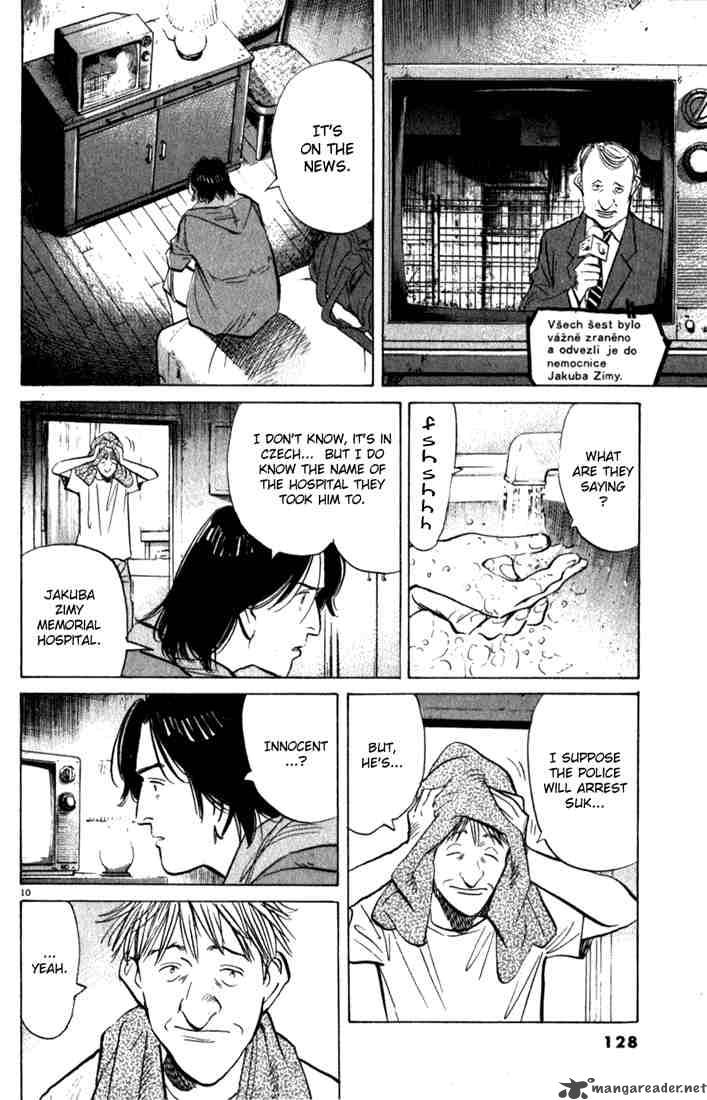 IT'S
ON THE
NEWS.
Všech šest bylo
vážně zraněno
a odvezli je do
nemocnice
Jakuba Zimy.
WHAT
ARE THEY
SAYING
?
fshshhh
I DON'T
KNOW, IT'S IN
CZECH... BUT I DO
KNOW THE NAME OF
THE HOSPITAL THEY
TOOK HIM TO.
JAKUBA
ZIMY
MEMORIAL
HOSPITAL.
I SUPPOSE
THE POLICE
WILL ARREST
SUK...
BUT,
HE'S...
INNOCENT
...?
10
...
YEAH.
128
mangareader.net